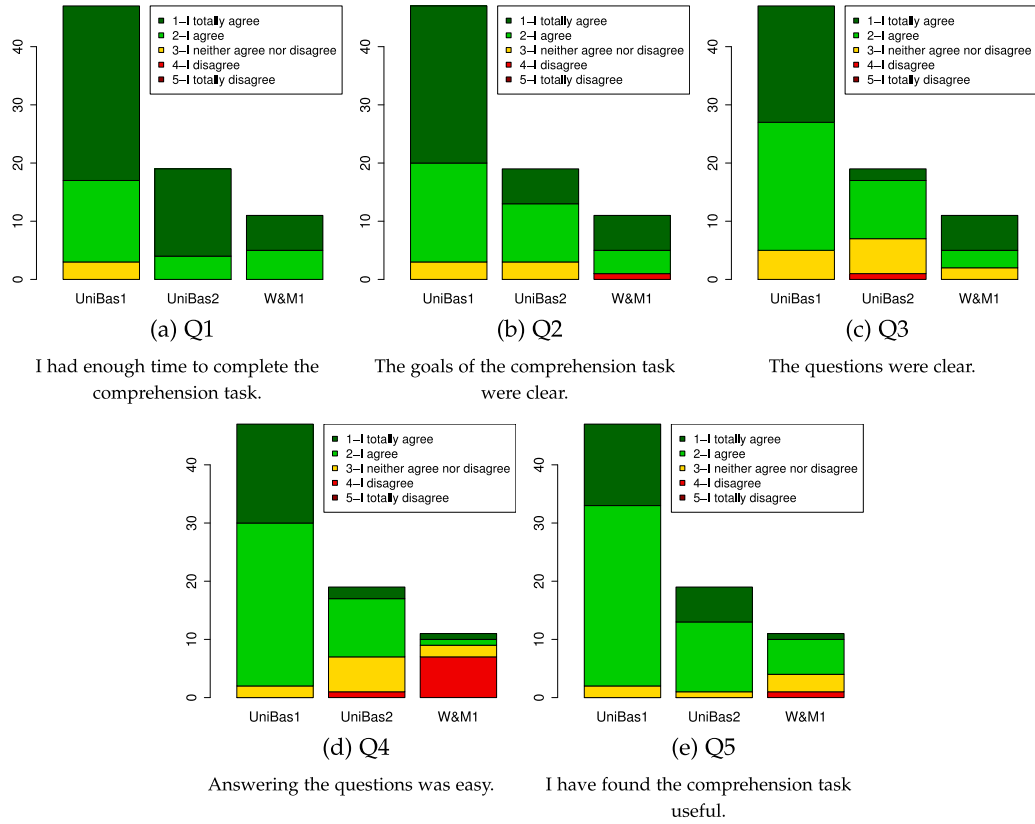 1–I totally agree
2–I agree
3–I neither agree nor disagree
4–I disagree
5–I totally disagree
40
30
20
10
0
UniBas1
UniBas2
W&M1
(a) Q1
I had enough time to complete the
comprehension task.
1–I totally agree
2–I agree
3–I neither agree nor disagree
4–I disagree
5–I totally disagree
40
30
20
10
0
UniBas1
UniBas2
W&M1
(b) Q2
The goals of the comprehension task
were clear.
1–I totally agree
2–I agree
3–I neither agree nor disagree
4–I disagree
5–I totally disagree
40
30
20
10
0
UniBas1
UniBas2
W&M1
(c) Q3
The questions were clear.
1–I totally agree
2–I agree
3–I neither agree nor disagree
4–I disagree
5–I totally disagree
40
30
20
10
0
UniBas1
UniBas2
W&M1
(d) Q4
Answering the questions was easy.
1–I totally agree
2–I agree
3–I neither agree nor disagree
4–I disagree
5–I totally disagree
40
30
20
10
0
UniBas1
UniBas2
W&M1
(e) Q5
I have found the comprehension task
useful.